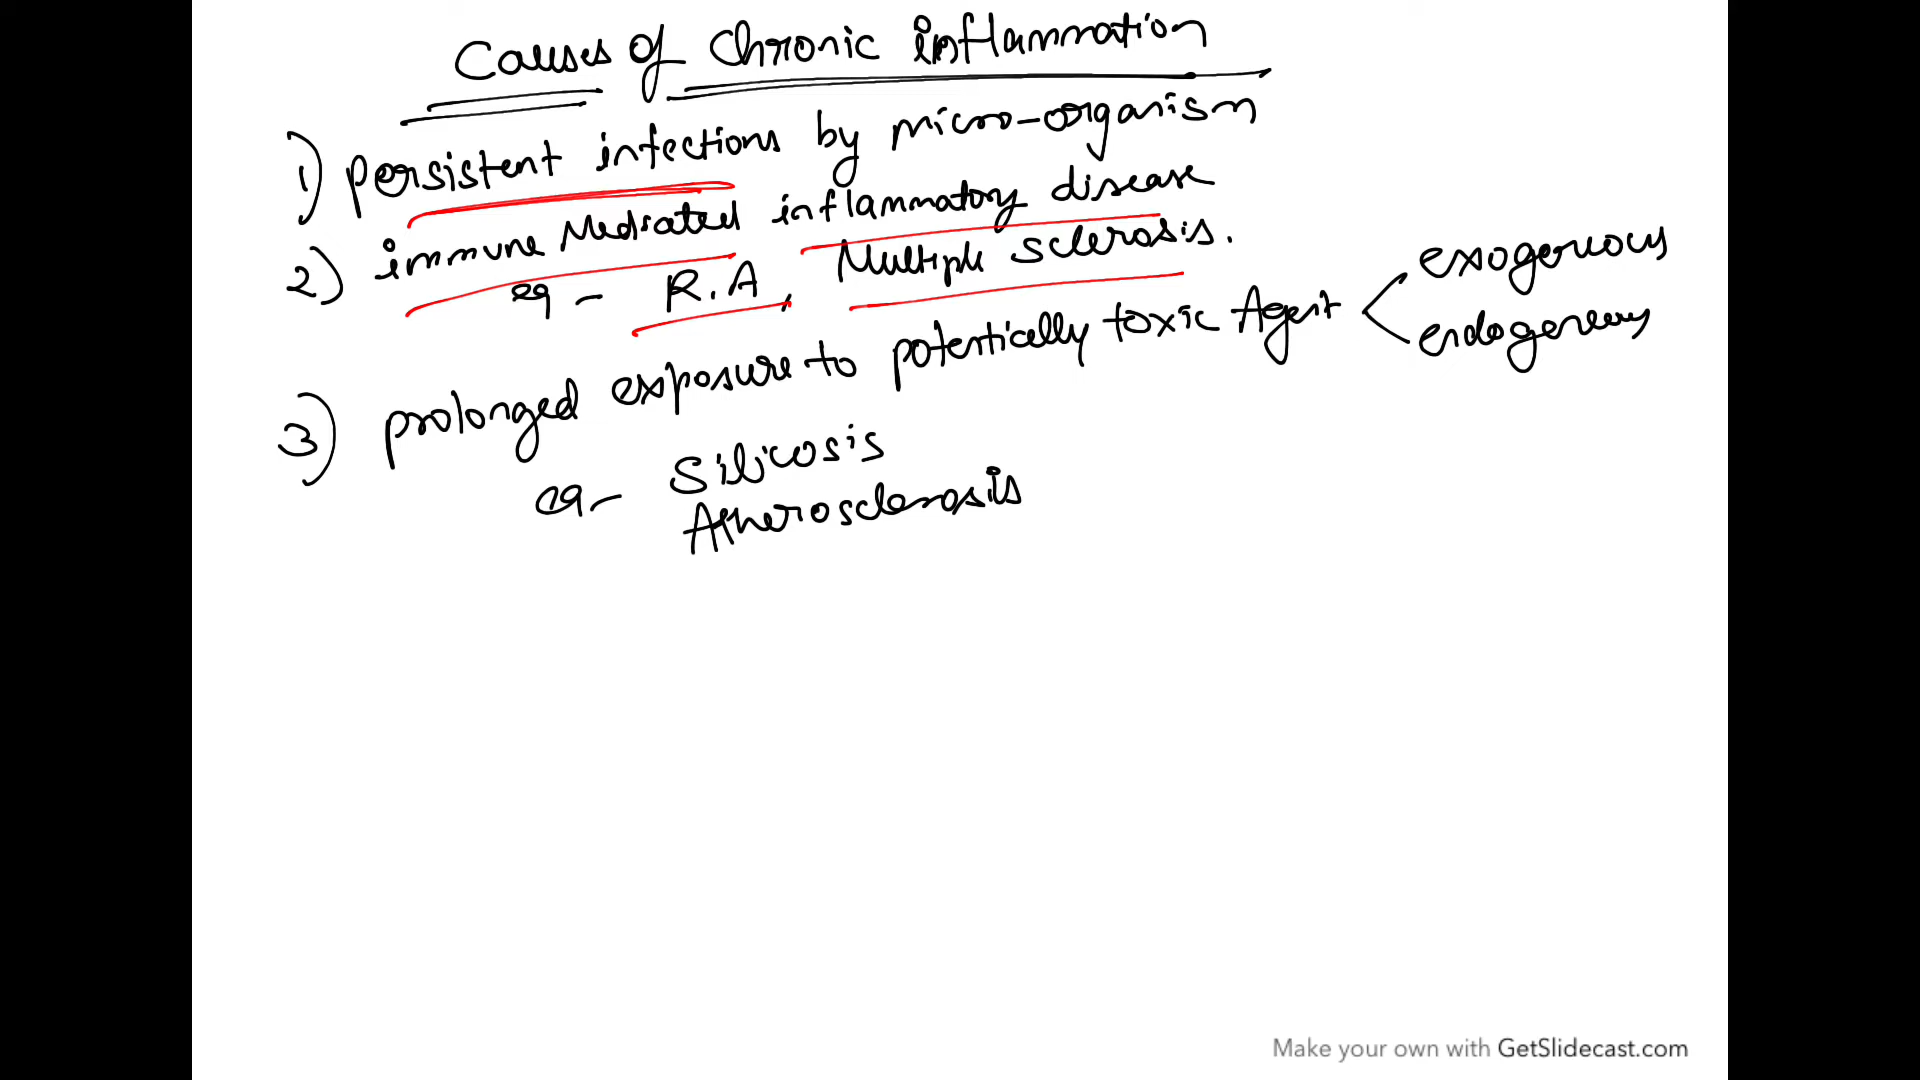 Causes of Chronic inflammation
1) persistent infections by micro-organism
2) immune Mediated inflammatory disease
eg - R.A, Multiple sclerosis.
3) prolonged exposure to potentially toxic Agent < exogenous
endogenous
eg - Silicosis
Atherosclerosis
Make your own with GetSlidecast.com